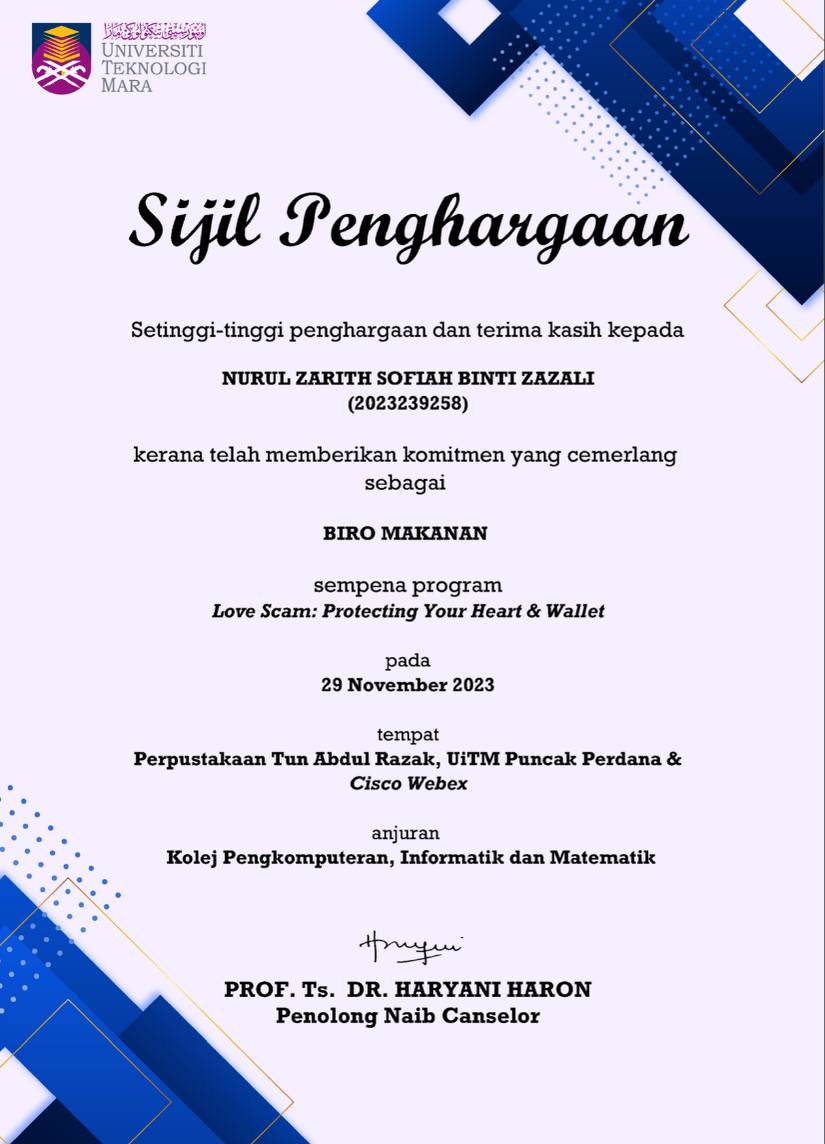 اونيۏرسيتي تيكنولوݢي مارا
UNIVERSITI
TEKNOLOGI
MARA
Sijil Penghargaan
Setinggi-tinggi penghargaan dan terima kasih kepada
NURUL ZARITH SOFIAH BINTI ZAZALI
(2023239258)
kerana telah memberikan komitmen yang cemerlang
sebagai
BIRO MAKANAN
sempena program
Love Scam: Protecting Your Heart & Wallet
pada
29 November 2023
tempat
Perpustakaan Tun Abdul Razak, UiTM Puncak Perdana &
Cisco Webex
anjuran
Kolej Pengkomputeran, Informatik dan Matematik
PROF. Ts.  DR. HARYANI HARON
Penolong Naib Canselor